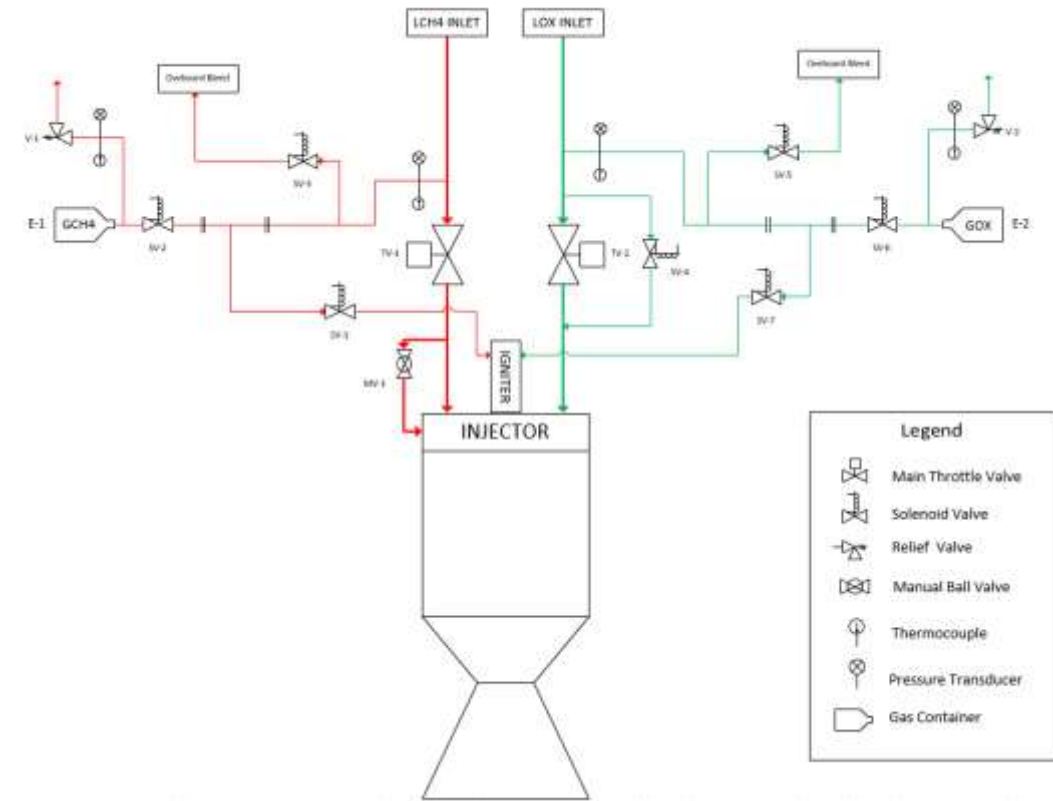 LCH4 INLET
LOX INLET
Overboard Bleed
Overboard Bleed
V-1
V-2
SV-3
SV-5
E-1
GCH4
SV-2
TV-1
TV-2
SV-4
SV-6
GOX
E-2
SV-1
SV-7
MV-1
IGNITER
INJECTOR
Legend
Main Throttle Valve
Solenoid Valve
Relief Valve
Manual Ball Valve
Thermocouple
Pressure Transducer
Gas Container